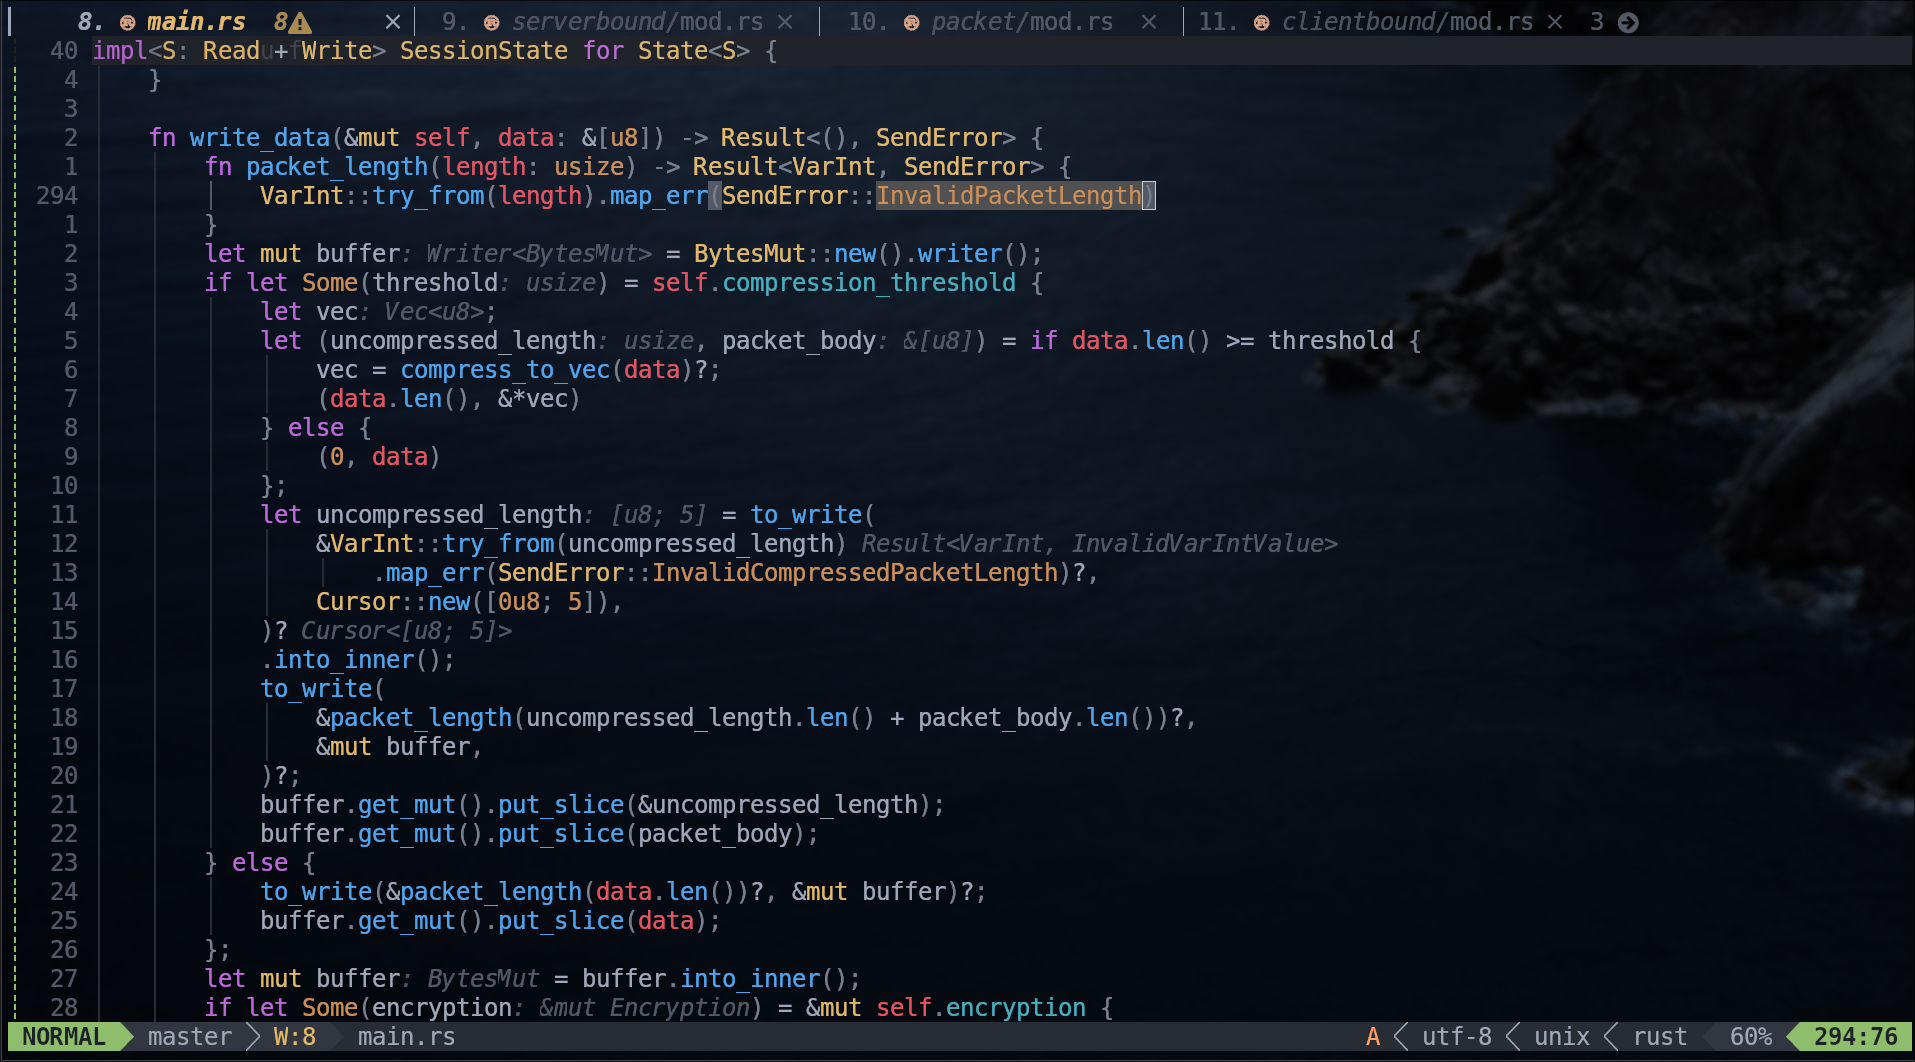 8. main.rs 8 × 9. serverbound/mod.rs × 10. packet/mod.rs × 11. clientbound/mod.rs × 3
40 impl<S: Read + Write> SessionState for State<S> {
4     }
3
2     fn write_data(&mut self, data: &[u8]) -> Result<(), SendError> {
1         fn packet_length(length: usize) -> Result<VarInt, SendError> {
294             VarInt::try_from(length).map_err(SendError::InvalidPacketLength)
1         }
2         let mut buffer: Writer<BytesMut> = BytesMut::new().writer();
3         if let Some(threshold: usize) = self.compression_threshold {
4             let vec: Vec<u8>;
5             let (uncompressed_length: usize, packet_body: &[u8]) = if data.len() >= threshold {
6                 vec = compress_to_vec(data)?;
7                 (data.len(), &*vec)
8             } else {
9                 (0, data)
10             };
11             let uncompressed_length: [u8; 5] = to_write(
12                 &VarInt::try_from(uncompressed_length) Result<VarInt, InvalidVarIntValue>
13                     .map_err(SendError::InvalidCompressedPacketLength)?,
14                 Cursor::new([0u8; 5]),
15             )? Cursor<[u8; 5]>
16             .into_inner();
17             to_write(
18                 &packet_length(uncompressed_length.len() + packet_body.len())?,
19                 &mut buffer,
20             )?;
21             buffer.get_mut().put_slice(&uncompressed_length);
22             buffer.get_mut().put_slice(packet_body);
23         } else {
24             to_write(&packet_length(data.len())?, &mut buffer)?;
25             buffer.get_mut().put_slice(data);
26         };
27         let mut buffer: BytesMut = buffer.into_inner();
28         if let Some(encryption: &mut Encryption) = &mut self.encryption {
NORMAL master W:8 main.rs A utf-8 unix rust 60% 294:76